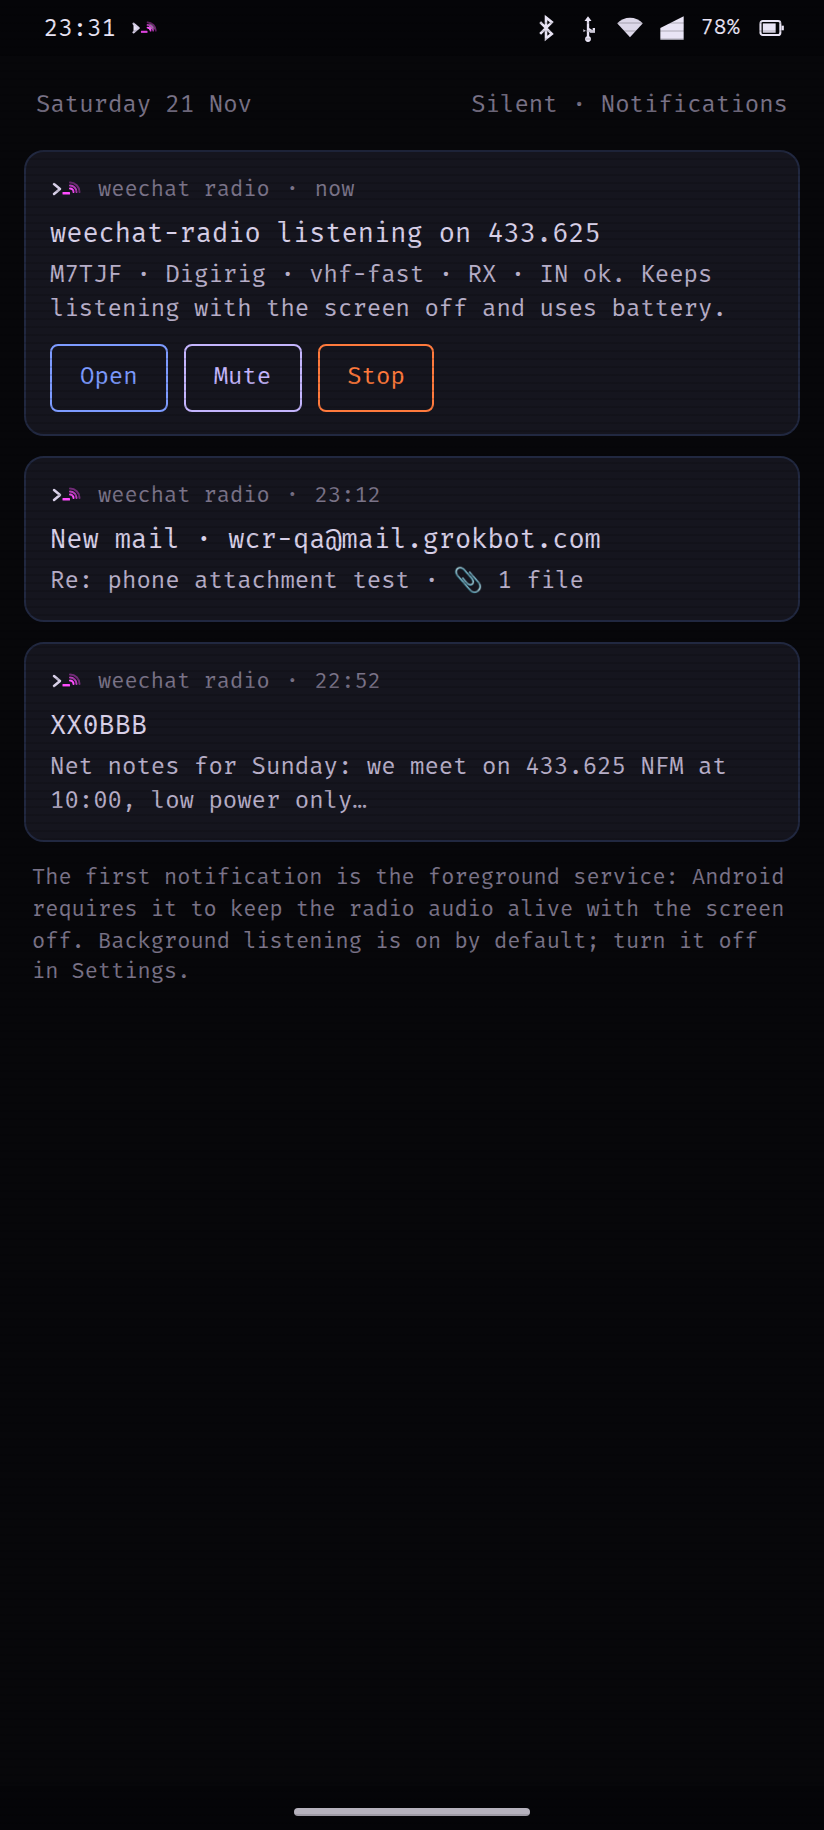 23:31
78%
Saturday 21 Nov
Silent · Notifications
weechat radio · now
weechat-radio listening on 433.625
M7TJF · Digirig · vhf-fast · RX · IN ok. Keeps
listening with the screen off and uses battery.
Open
Mute
Stop
weechat radio · 23:12
New mail · wcr-qa@mail.grokbot.com
Re: phone attachment test · 📎 1 file
weechat radio · 22:52
XX0BBB
Net notes for Sunday: we meet on 433.625 NFM at
10:00, low power only…
The first notification is the foreground service: Android
requires it to keep the radio audio alive with the screen
off. Background listening is on by default; turn it off
in Settings.